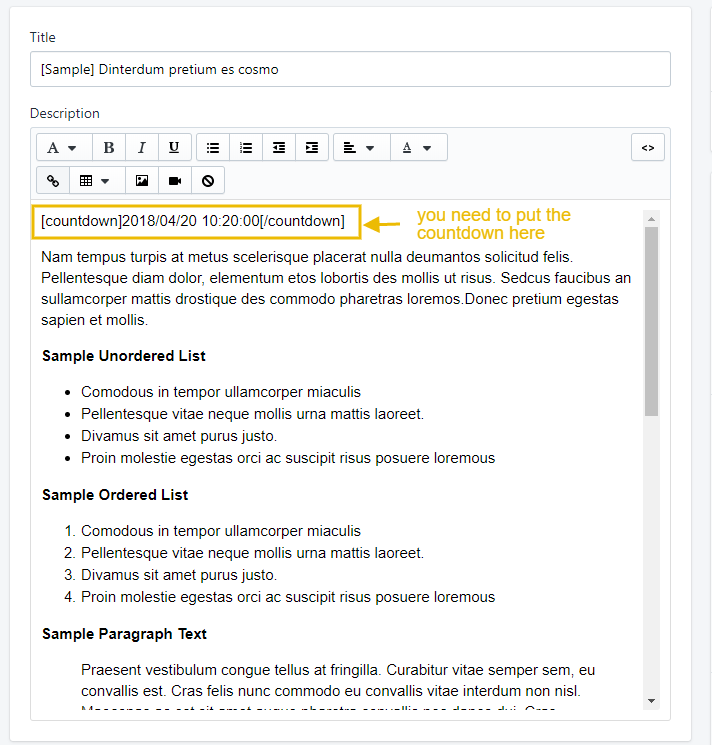 Title
[Sample] Dinterdum pretium es cosmo
Description
A B I U A <>
[countdown]2018/04/20 10:20:00[/countdown]
you need to put the
countdown here
Nam tempus turpis at metus scelerisque placerat nulla deumantos solicitud felis.
Pellentesque diam dolor, elementum etos lobortis des mollis ut risus. Sedcus faucibus an
sullamcorper mattis drostique des commodo pharetras loremos.Donec pretium egestas
sapien et mollis.
Sample Unordered List
• Comodous in tempor ullamcorper miaculis
• Pellentesque vitae neque mollis urna mattis laoreet.
• Divamus sit amet purus justo.
• Proin molestie egestas orci ac suscipit risus posuere loremous
Sample Ordered List
1. Comodous in tempor ullamcorper miaculis
2. Pellentesque vitae neque mollis urna mattis laoreet.
3. Divamus sit amet purus justo.
4. Proin molestie egestas orci ac suscipit risus posuere loremous
Sample Paragraph Text
Praesent vestibulum congue tellus at fringilla. Curabitur vitae semper sem, eu
convallis est. Cras felis nunc commodo eu convallis vitae interdum non nisl.